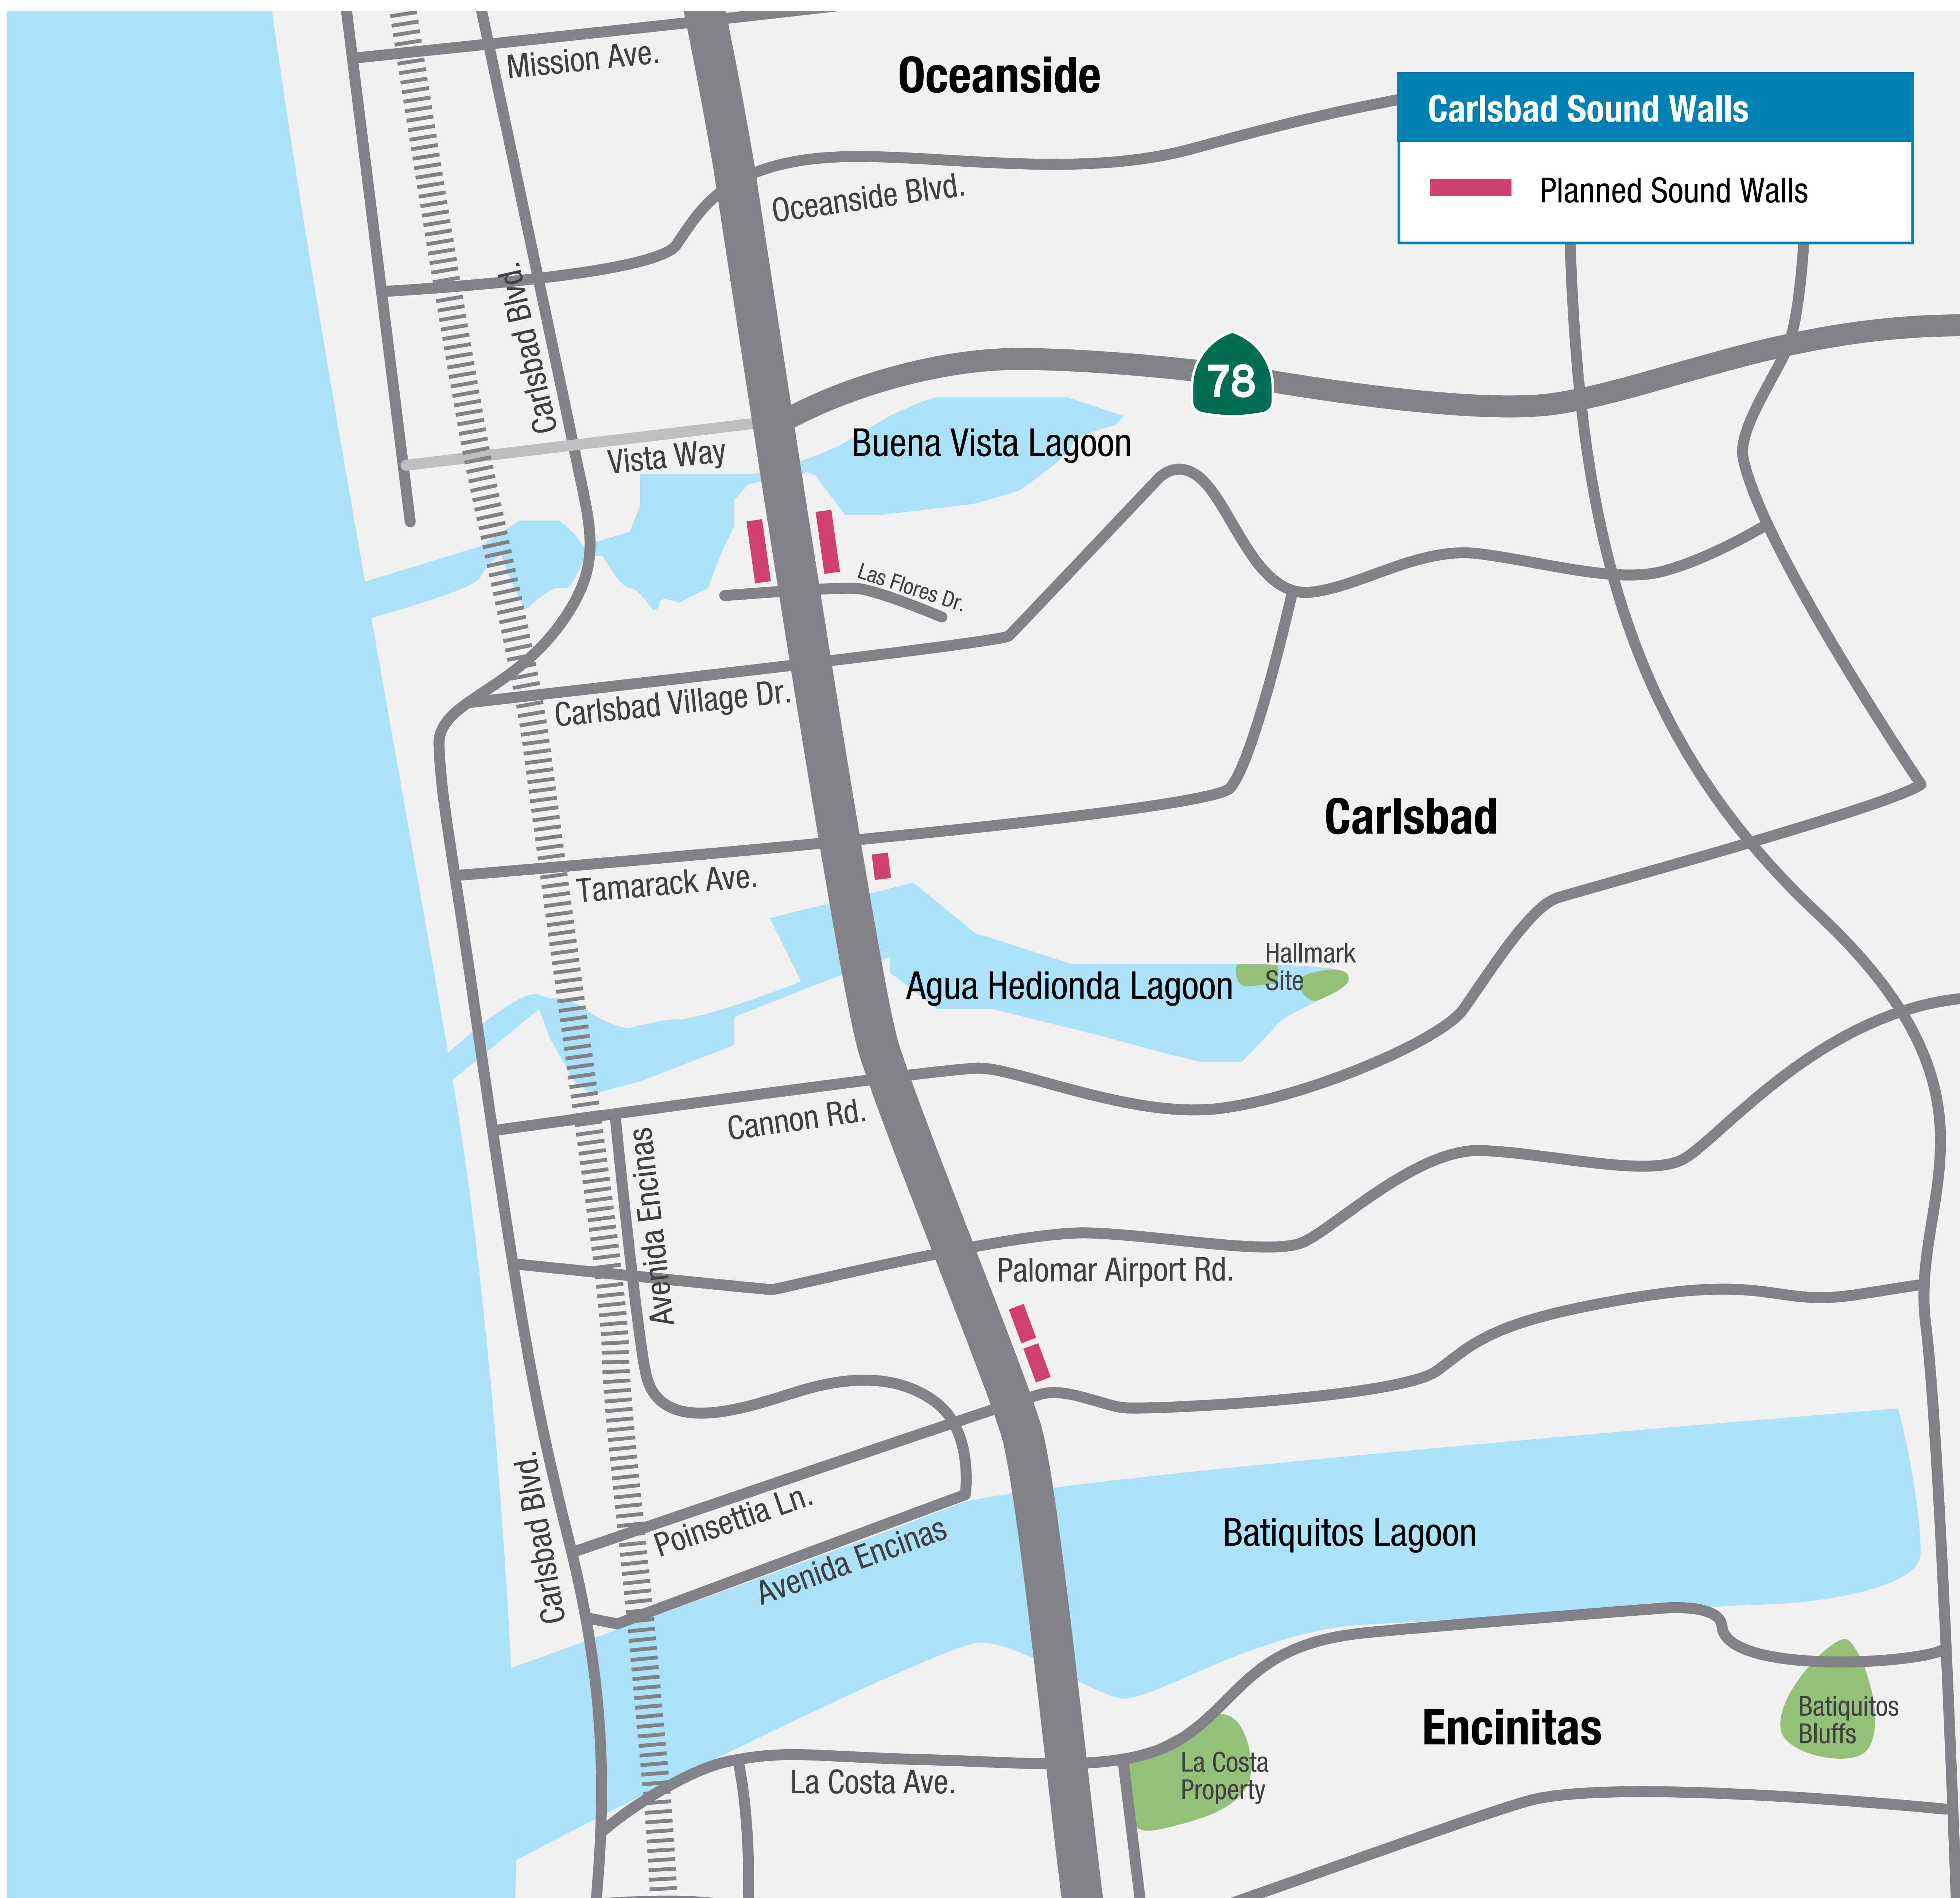 Mission Ave.
Oceanside
Carlsbad Sound Walls
Planned Sound Walls
Oceanside Blvd.
Carlsbad Blvd.
78
Buena Vista Lagoon
Vista Way
Las Flores Dr.
Carlsbad Village Dr.
Carlsbad
Tamarack Ave.
Hallmark
Site
Agua Hedionda Lagoon
Cannon Rd.
Avenida Encinas
Palomar Airport Rd.
Carlsbad Blvd.
Poinsettia Ln.
Avenida Encinas
Batiquitos Lagoon
Encinitas
Batiquitos
Bluffs
La Costa
Property
La Costa Ave.